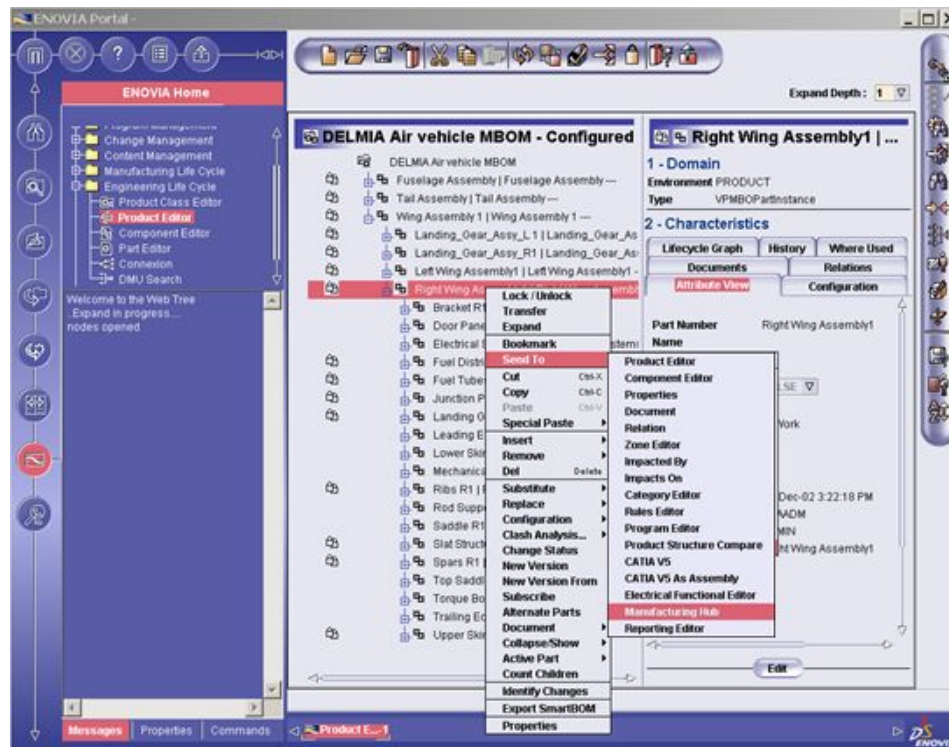 ENOVIA Portal -
ENOVIA Home
Change Management
Content Management
Manufacturing Life Cycle
Engineering Life Cycle
Product Class Editor
Product Editor
Component Editor
Part Editor
Connexion
DMU Search
Welcome to the Web Tree
..Expand in progress....
nodes opened
Messages
Properties
Commands
Expand Depth : 1
DELMIA Air vehicle MBOM - Configured
DELMIA Air vehicle MBOM
Fuselage Assembly | Fuselage Assembly ---
Tail Assembly | Tail Assembly ---
Wing Assembly 1 | Wing Assembly 1 ---
Landing_Gear_Assy_L1 | Landing_Gear_As
Landing_Gear_Assy_R1 | Landing_Gear_As
Left Wing Assembly1 | Left Wing Assembly1 -
Right Wing As
Bracket R1
Door Pane
Electrical S
Fuel Distri
Fuel Tube
Junction P
Landing G
Leading E
Lower Skin
Mechanica
Ribs R1 | F
Rod Supp
Saddle R1
Slat Struct
Spars R1 |
Top Saddl
Torque Bo
Trailing Ed
Upper Skin
Lock / Unlock
Transfer
Expand
Bookmark
Send To
Cut Ctrl-X
Copy Ctrl-C
Paste Ctrl-V
Special Paste
Insert
Remove
Del Delete
Substitute
Replace
Configuration
Clash Analysis...
Change Status
New Version
New Version From
Subscribe
Alternate Parts
Document
Collapse/Show
Active Part
Count Children
Identify Changes
Export SmartBOM
Properties
Product Editor
Component Editor
Properties
Document
Relation
Zone Editor
Impacted By
Impacts On
Category Editor
Rules Editor
Program Editor
Product Structure Compare
CATIA V5
CATIA V5 As Assembly
Electrical Functional Editor
Manufacturing Hub
Reporting Editor
Right Wing Assembly1 | ...
1 - Domain
Environment PRODUCT
Type VPMBOPartInstance
2 - Characteristics
Lifecycle Graph History Where Used
Documents Relations
Attribute View Configuration
Part Number Right Wing Assembly1
Name
LSE
York
Dec-02 3:22:18 PM
AADM
MIN
ht Wing Assembly1
Edit
Product E...-1
ENOVIA